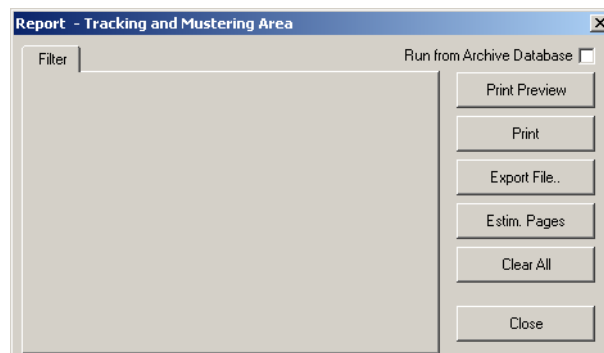 Report - Tracking and Mustering Area
Filter
Run from Archive Database
Print Preview
Print
Export File..
Estim. Pages
Clear All
Close